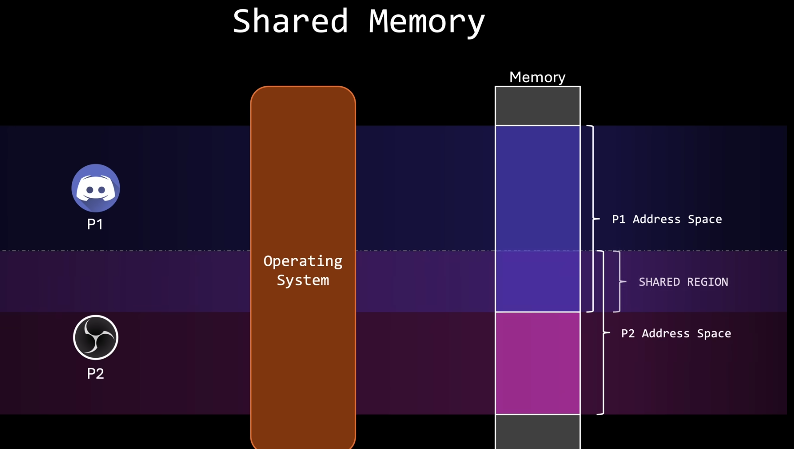 Shared Memory
Memory
P1
P1 Address Space
Operating
System
SHARED REGION
P2 Address Space
P2